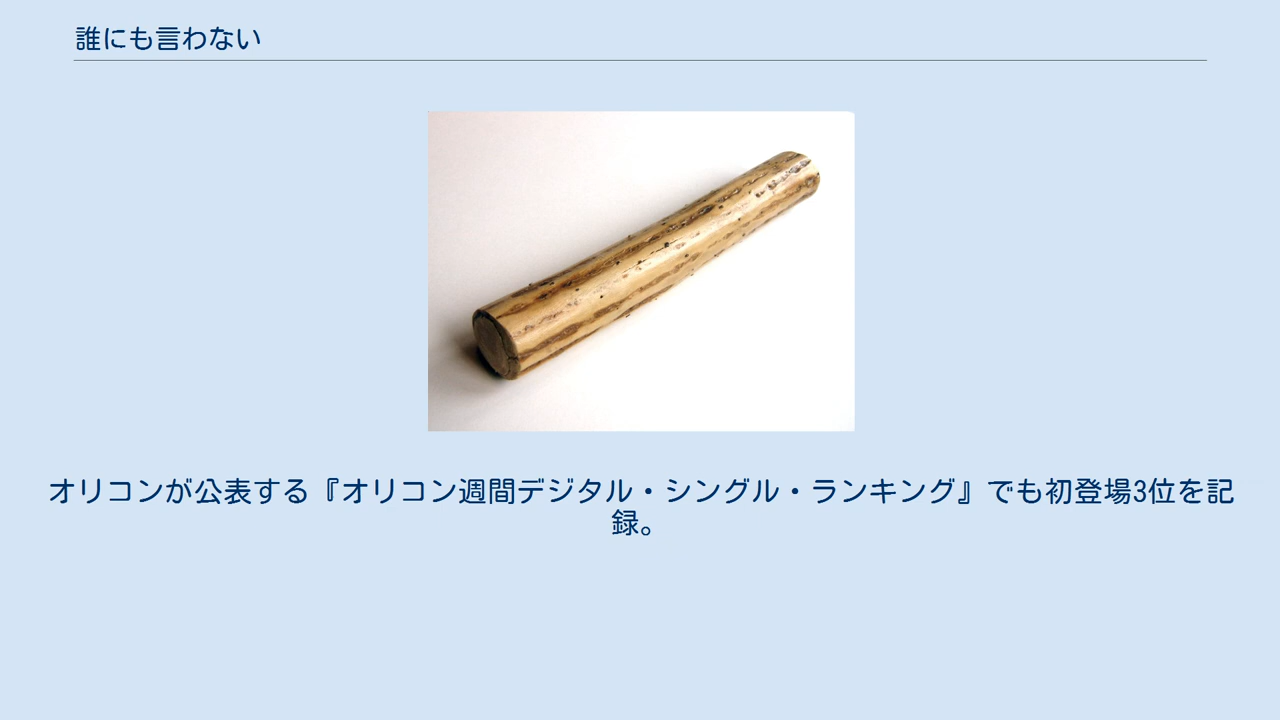 誰にも言わない
オリコンが公表する『オリコン週間デジタル・シングル・ランキング』でも初登場3位を記
録。